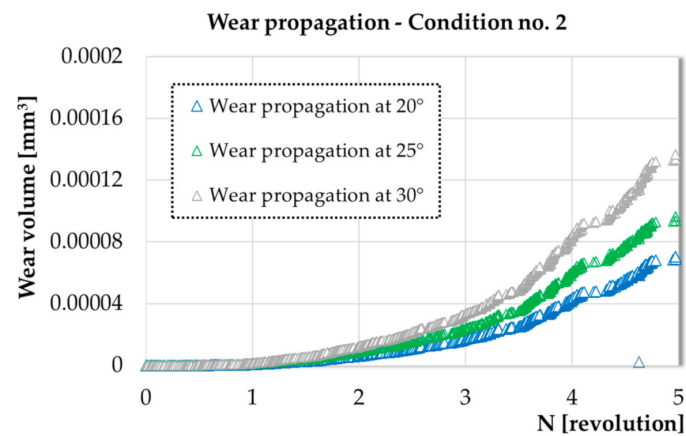 Wear propagation - Condition no. 2
Wear volume [mm³]
0.0002
0.00016
0.00012
0.00008
0.00004
0
Wear propagation at 20°
Wear propagation at 25°
Wear propagation at 30°
0 1 2 3 4 5
N [revolution]